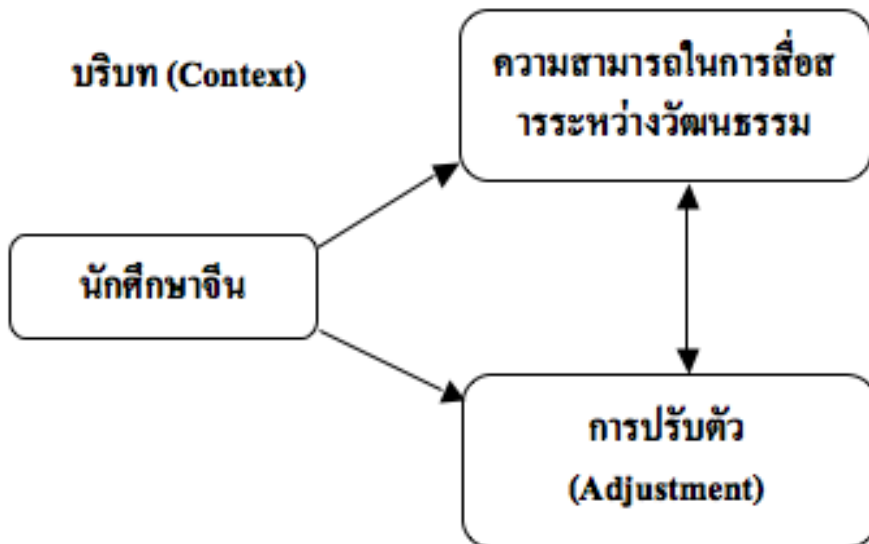 บริบท (Context)
ความสามารถในการสื่อส
ารระหว่างวัฒนธรรม
นักศึกษาจีน
การปรับตัว
(Adjustment)